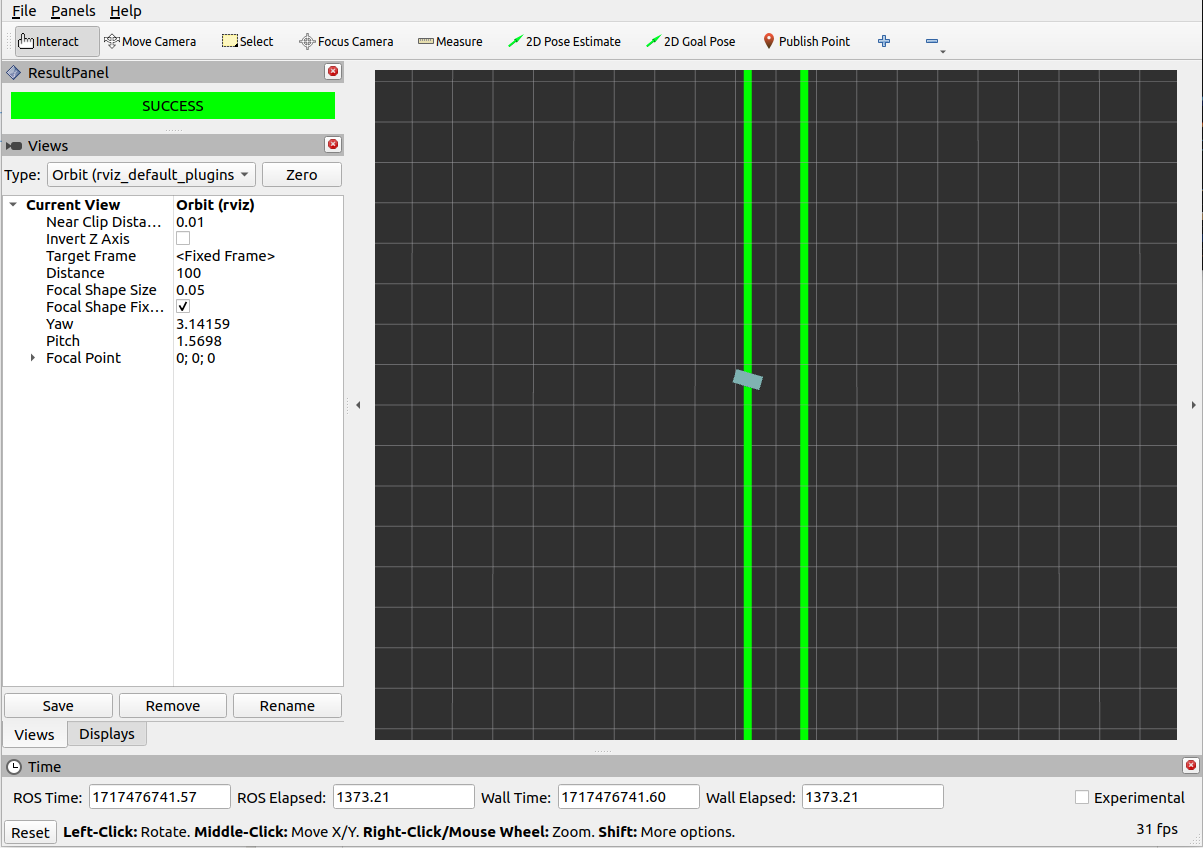 File Panels Help
Interact Move Camera Select Focus Camera Measure 2D Pose Estimate 2D Goal Pose Publish Point
ResultPanel
SUCCESS
Views
Type: Orbit (rviz_default_plugins Zero
Current View Orbit (rviz)
Near Clip Dista... 0.01
Invert Z Axis
Target Frame <Fixed Frame>
Distance 100
Focal Shape Size 0.05
Focal Shape Fix... ✓
Yaw 3.14159
Pitch 1.5698
Focal Point 0; 0; 0
Save Remove Rename
Views Displays
Time
ROS Time: 1717476741.57 ROS Elapsed: 1373.21 Wall Time: 1717476741.60 Wall Elapsed: 1373.21 Experimental
Reset Left-Click: Rotate. Middle-Click: Move X/Y. Right-Click/Mouse Wheel: Zoom. Shift: More options. 31 fps